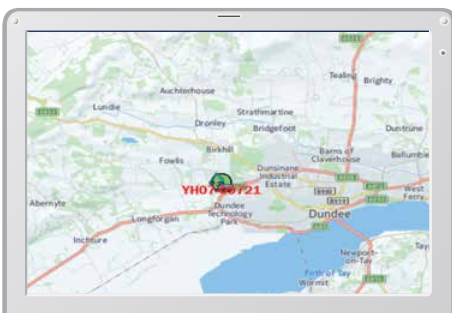 Tealing
Brighty
Auchterhouse
Lundie
Strathmartine
Dronley
Bridgefoot
Duntrune
Birkhill
Barns of
Claverhouse
Ballumbie
Fowlis
Dunsinane
Industrial
Estate
West
Ferry
Abernyte
Dundee
Technology
Park
Dundee
Longforgan
Inchture
Newport-
on-Tay
Tay
Firth of Tay
Wormit